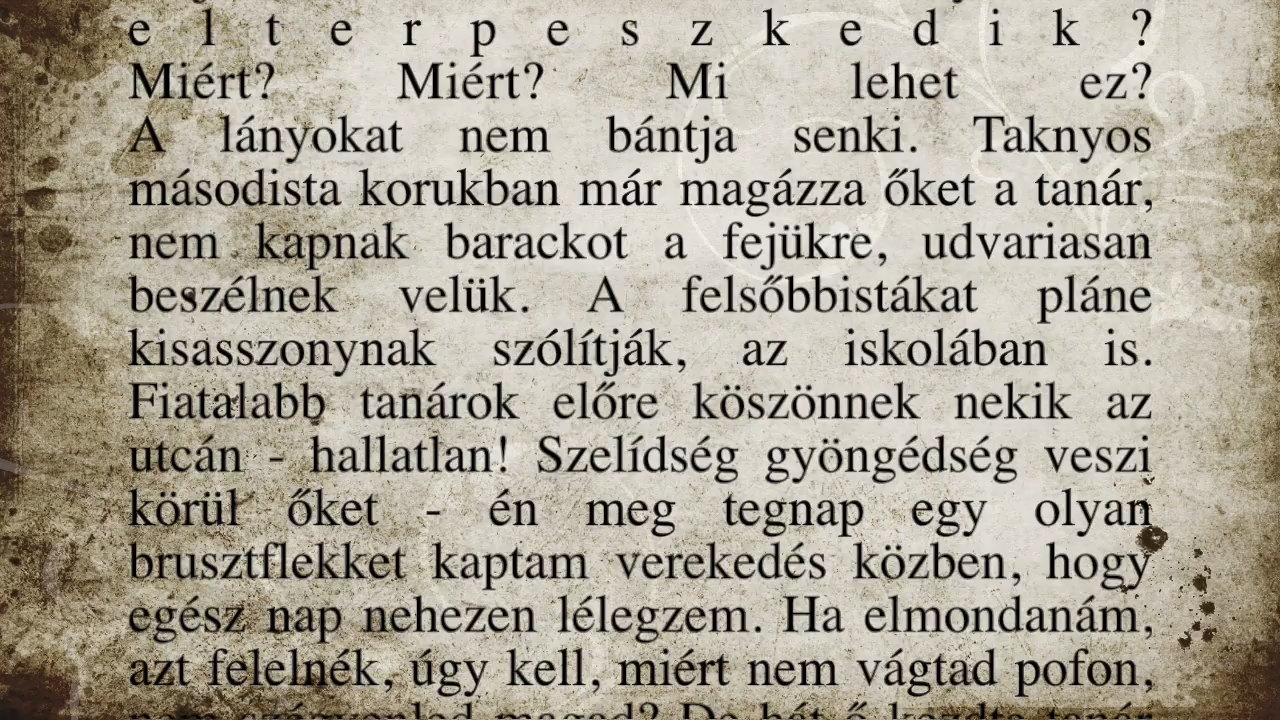 e l t e r p e s z k e d i k ?
Miért? Miért? Mi lehet ez?
A lányokat nem bántja senki. Taknyos
másodista korukban már magázza őket a tanár,
nem kapnak barackot a fejükre, udvariasan
beszélnek velük. A felsőbbistákat pláne
kisasszonynak szólítják, az iskolában is.
Fiatalabb tanárok előre köszönnek nekik az
utcán - hallatlan! Szelídség gyöngédség veszi
körül őket - én meg tegnap egy olyan
brusztflekket kaptam verekedés közben, hogy
egész nap nehezen lélegzem. Ha elmondanám,
azt felelnék, úgy kell, miért nem vágtad pofon,